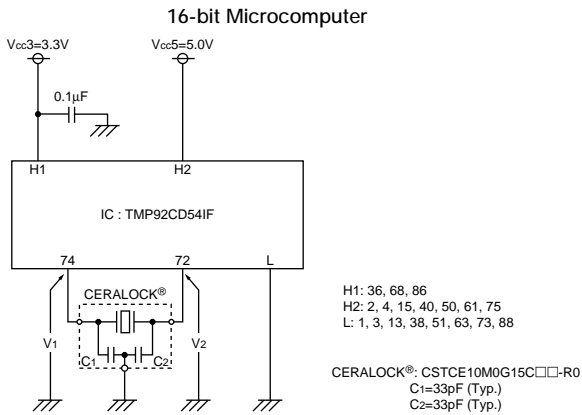 16-bit Microcomputer
Vcc3=3.3V
Vcc5=5.0V
0.1μF
H1
H2
IC : TMP92CD54IF
74
72
L
CERALOCK®
V1
C1
C2
V2
H1: 36, 68, 86
H2: 2, 4, 15, 40, 50, 61, 75
L: 1, 3, 13, 38, 51, 63, 73, 88
CERALOCK®: CSTCE10M0G15C□□-R0
C1=33pF (Typ.)
C2=33pF (Typ.)